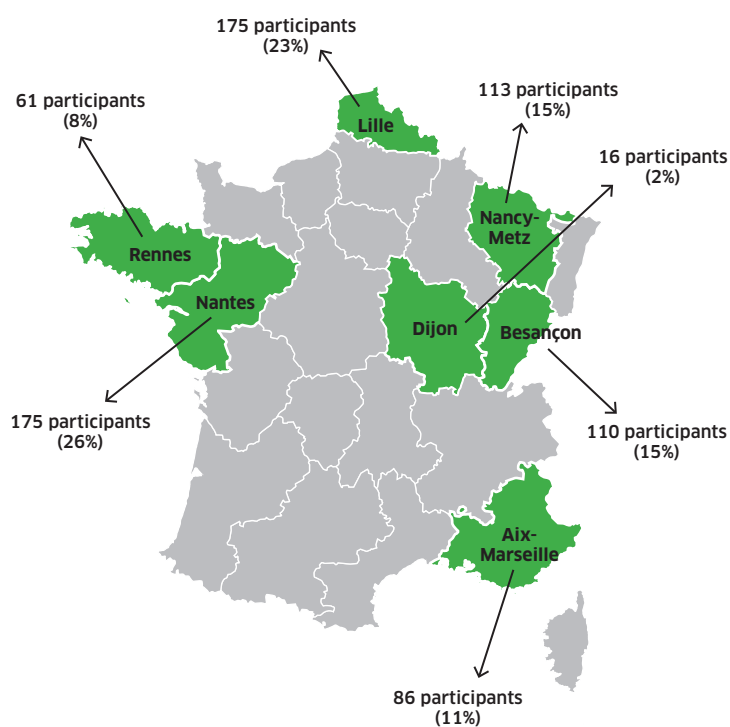 175 participants
(23%)
61 participants
(8%)
113 participants
(15%)
16 participants
(2%)
Lille
Nancy-
Metz
Rennes
Nantes
Dijon
Besançon
175 participants
(26%)
110 participants
(15%)
Aix-
Marseille
86 participants
(11%)